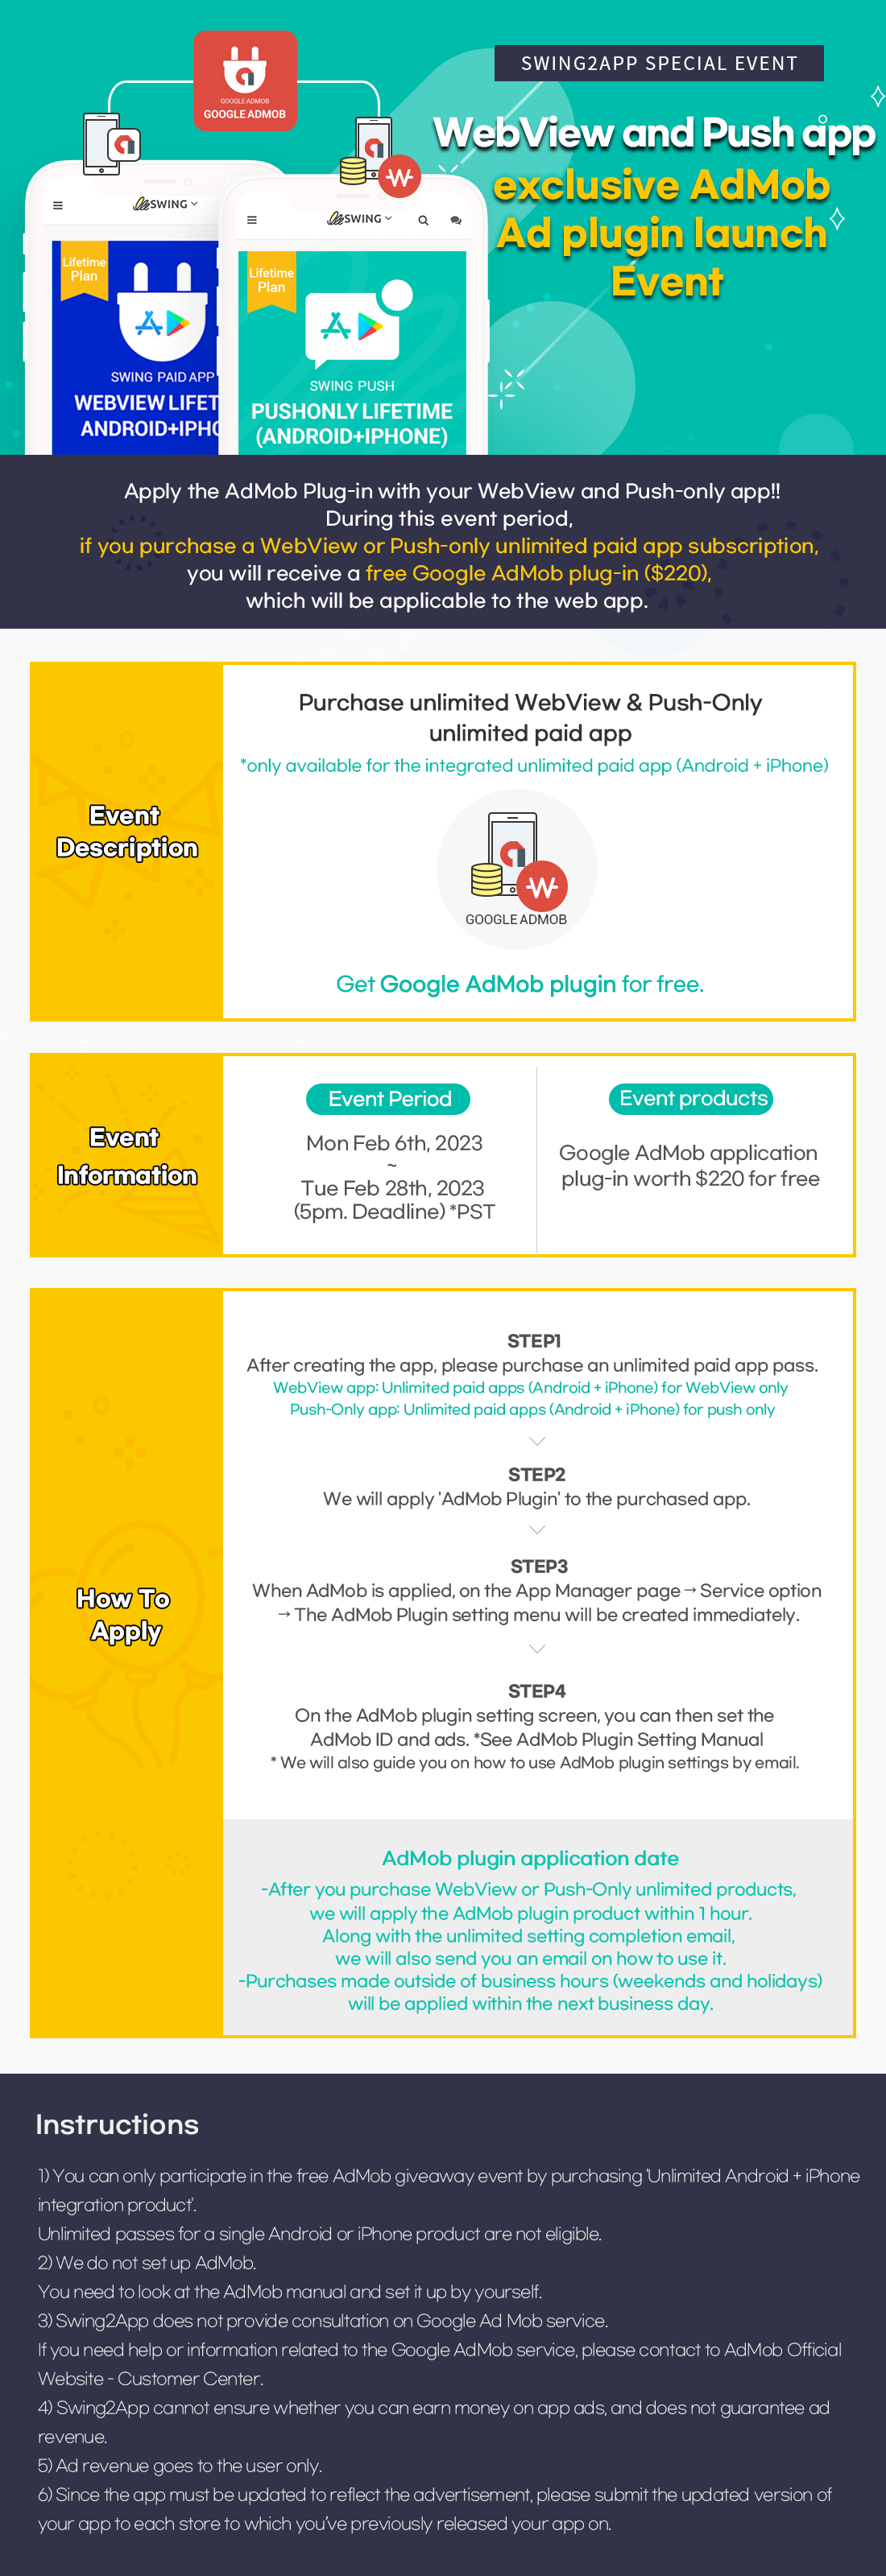 GOOGLE ADMOB
GOOGLE ADMOB
SWING2APP SPECIAL EVENT
WebView and Push app
exclusive AdMob
Ad plugin launch
Event
SWING
Lifetime
Plan
SWING PAID APP
WEBVIEW LIFET
ANDROID+IPHO
SWING
Lifetime
Plan
SWING PUSH
PUSHONLY LIFETIME
(ANDROID+IPHONE)
Apply the AdMob Plug-in with your WebView and Push-only app!!
During this event period,
if you purchase a WebView or Push-only unlimited paid app subscription,
you will receive a free Google AdMob plug-in ($220),
which will be applicable to the web app.
Event
Description
Purchase unlimited WebView & Push-Only
unlimited paid app
*only available for the integrated unlimited paid app (Android + iPhone)
GOOGLE ADMOB
Get Google AdMob plugin for free.
Event
Information
Event Period
Mon Feb 6th, 2023
~
Tue Feb 28th, 2023
(5pm. Deadline) *PST
Event products
Google AdMob application
plug-in worth $220 for free
How To
Apply
STEP1
After creating the app, please purchase an unlimited paid app pass.
WebView app: Unlimited paid apps (Android + iPhone) for WebView only
Push-Only app: Unlimited paid apps (Android + iPhone) for push only
STEP2
We will apply 'AdMob Plugin' to the purchased app.
STEP3
When AdMob is applied, on the App Manager page → Service option
→ The AdMob Plugin setting menu will be created immediately.
STEP4
On the AdMob plugin setting screen, you can then set the
AdMob ID and ads. *See AdMob Plugin Setting Manual
* We will also guide you on how to use AdMob plugin settings by email.
AdMob plugin application date
-After you purchase WebView or Push-Only unlimited products,
we will apply the AdMob plugin product within 1 hour.
Along with the unlimited setting completion email,
we will also send you an email on how to use it.
-Purchases made outside of business hours (weekends and holidays)
will be applied within the next business day.
Instructions
1) You can only participate in the free AdMob giveaway event by purchasing 'Unlimited Android + iPhone
integration product'.
Unlimited passes for a single Android or iPhone product are not eligible.
2) We do not set up AdMob.
You need to look at the AdMob manual and set it up by yourself.
3) Swing2App does not provide consultation on Google Ad Mob service.
If you need help or information related to the Google AdMob service, please contact to AdMob Official
Website - Customer Center.
4) Swing2App cannot ensure whether you can earn money on app ads, and does not guarantee ad
revenue.
5) Ad revenue goes to the user only.
6) Since the app must be updated to reflect the advertisement, please submit the updated version of
your app to each store to which you've previously released your app on.